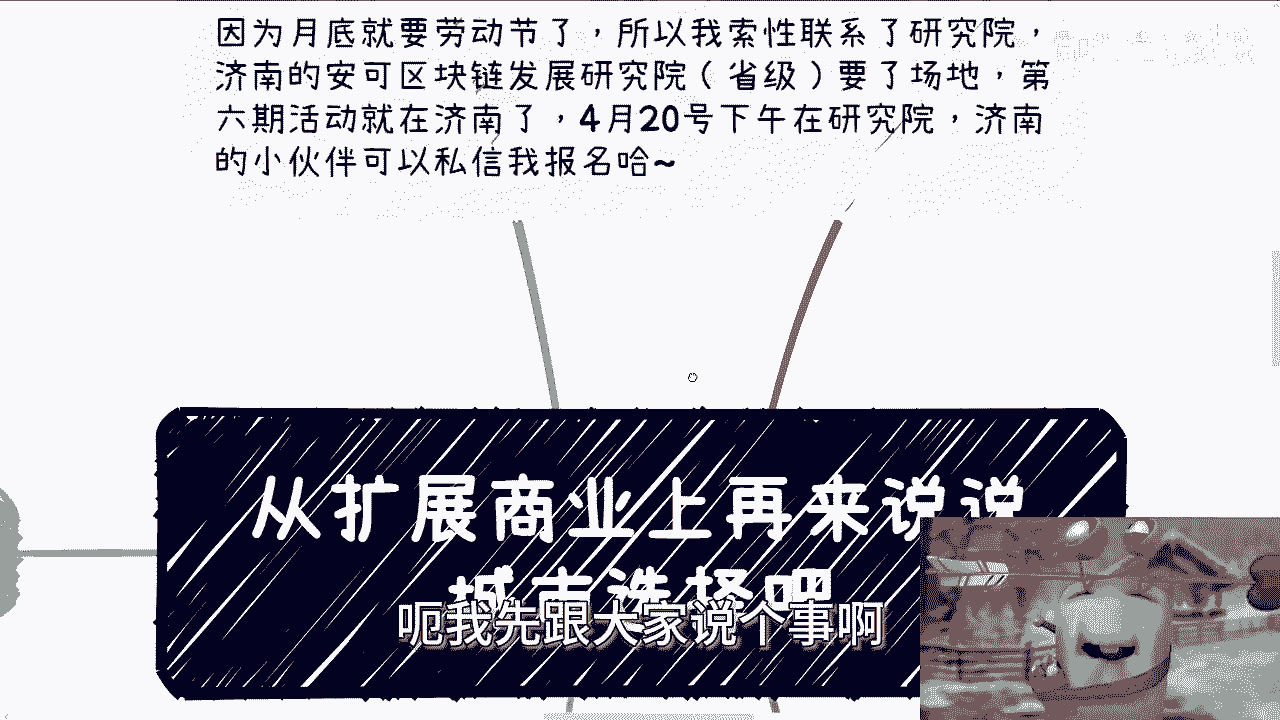 因为月底就要劳动节了，所以我索性联系了研究院，
济南的安可区块链发展研究院（省级）要了场地，第
六期活动就在济南了，4月20号下午在研究院，济南
的小伙伴可以私信我报名哈~
从扩展商业上再来说说
城市选择吧
呃我先跟大家说个事啊